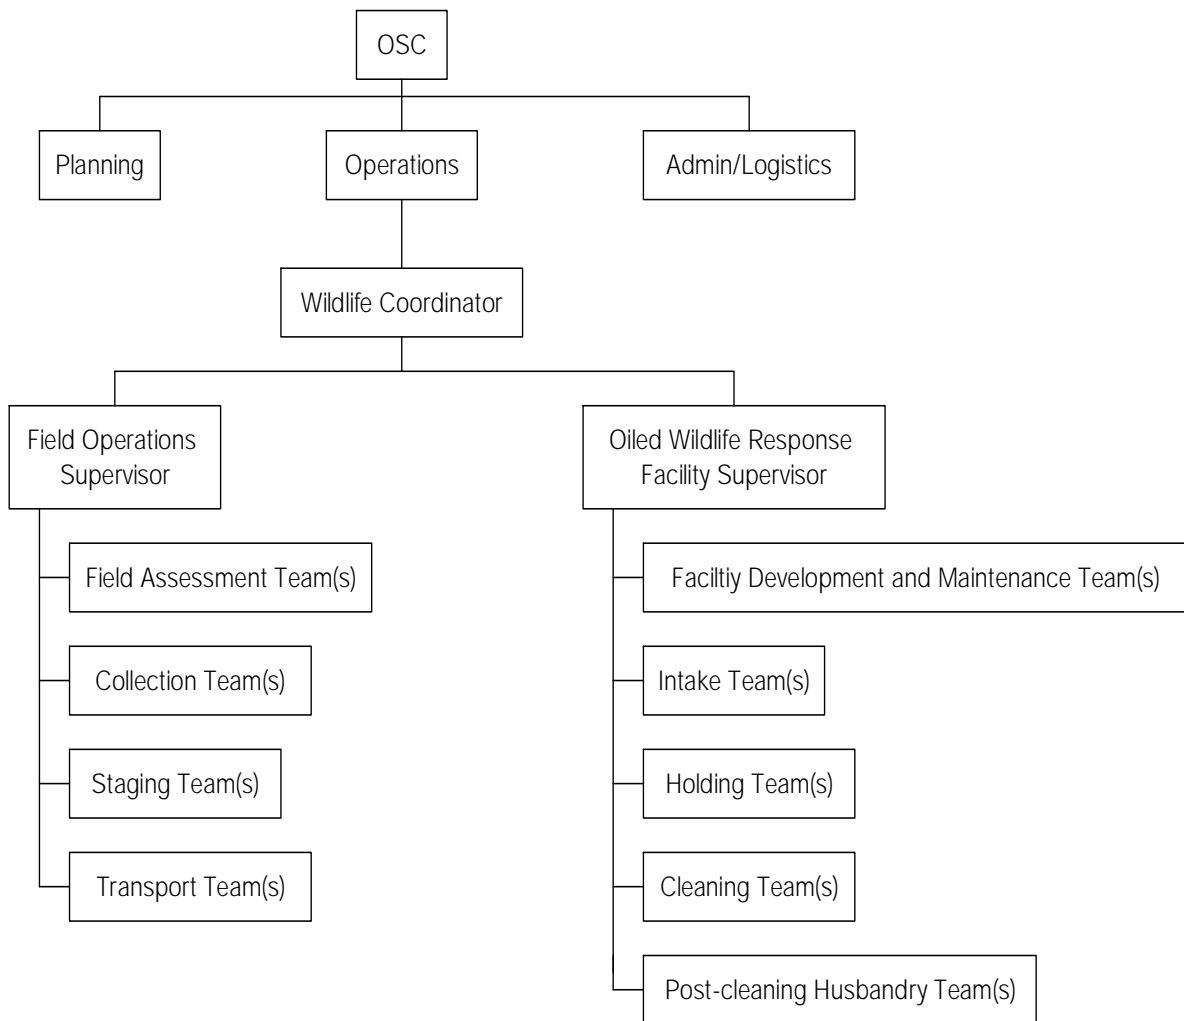 OSC
Planning
Operations
Admin/Logistics
Wildlife Coordinator
Field Operations
Supervisor
Oiled Wildlife Response
Facility Supervisor
Field Assessment Team(s)
Faciltiy Development and Maintenance Team(s)
Collection Team(s)
Intake Team(s)
Staging Team(s)
Holding Team(s)
Transport Team(s)
Cleaning Team(s)
Post-cleaning Husbandry Team(s)